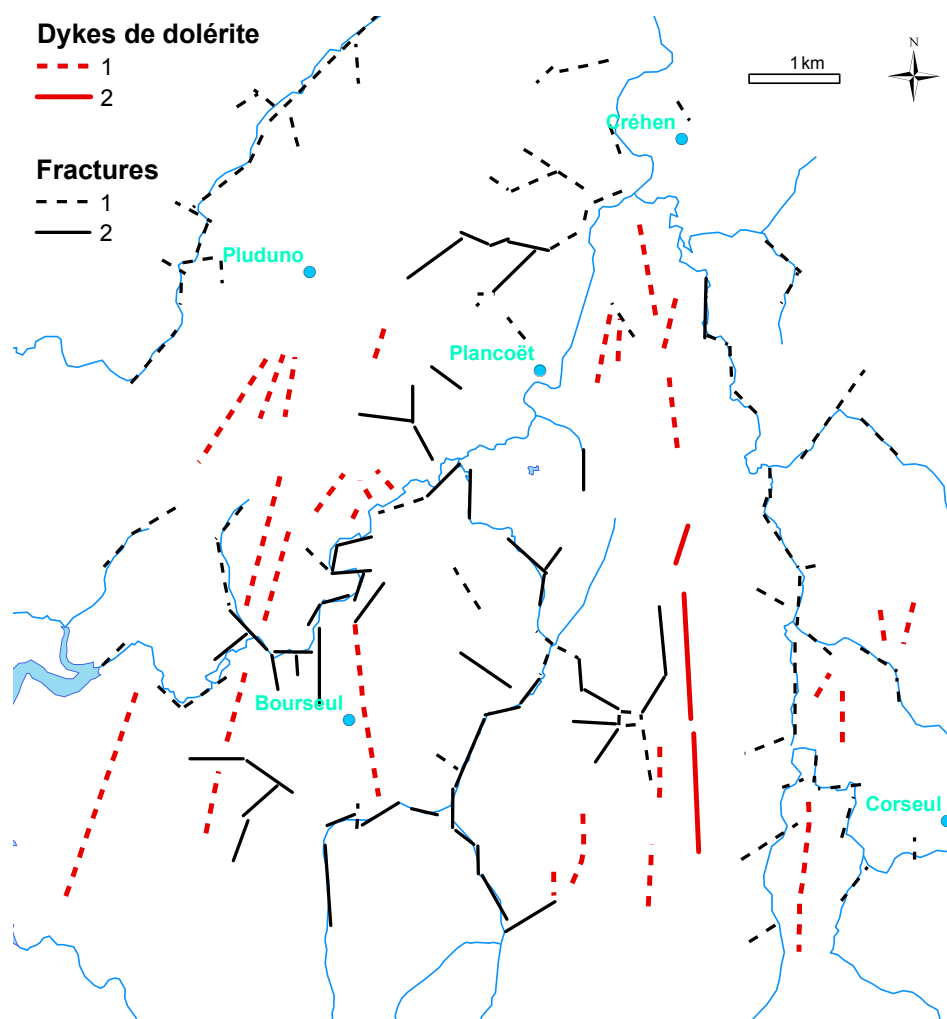 Dykes de dolérite
1
2
Fractures
1
2
1 km
N
Créhen
Pluduno
Plancoët
Bourseul
Corseul